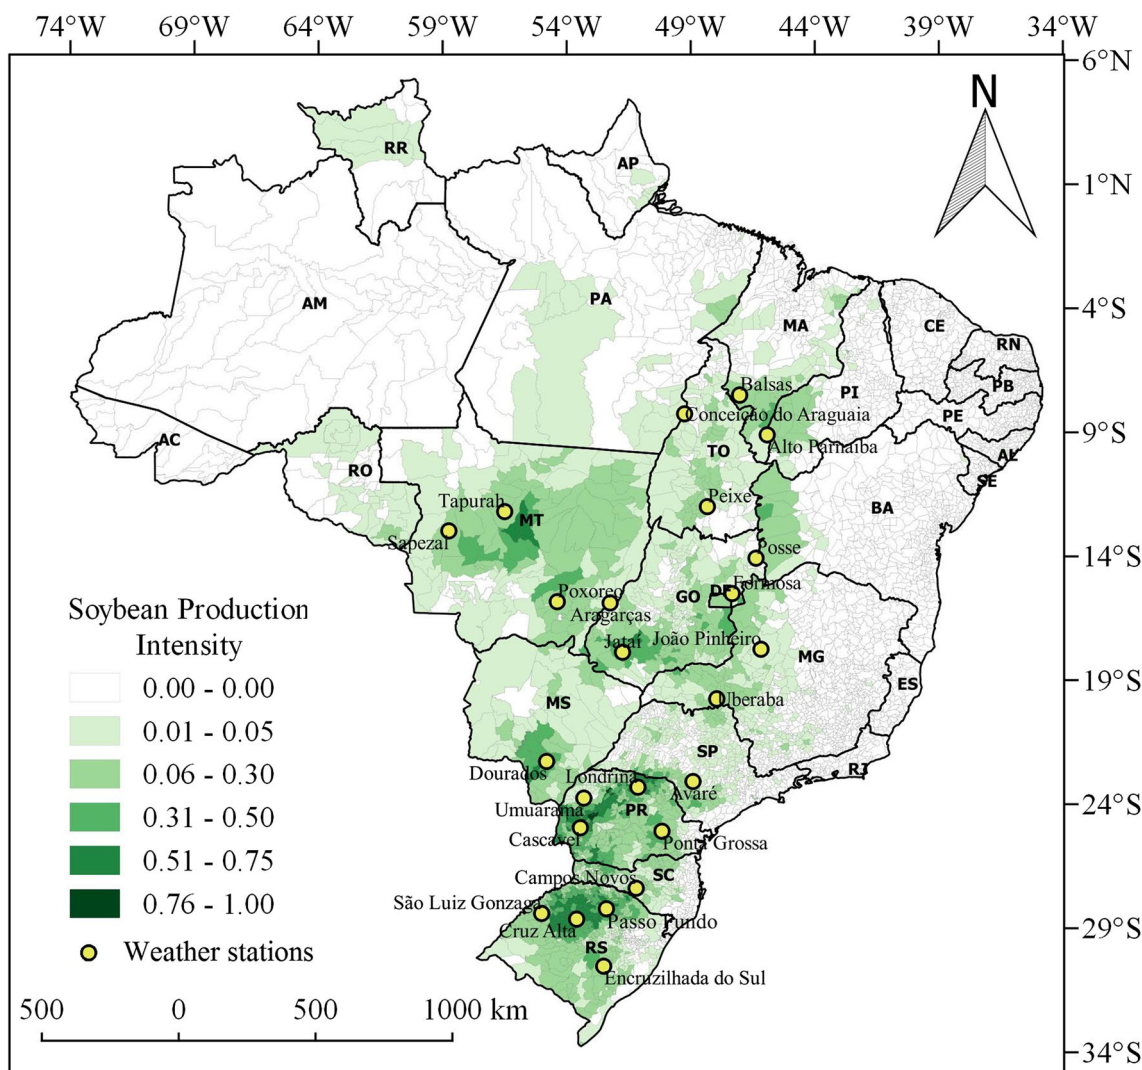 74°W 69°W 64°W 59°W 54°W 49°W 44°W 39°W 34°W
6°N
N
RR
AP
1°N
AM
PA
4°S
MA
CE
RN
PB
PI
Balsas
Conceição do Araguaia
PE
9°S
AC
Alto Parnaíba
TO
AL
RO
SE
Tapurah
Peixe
MT
BA
Sapezal
Posse
14°S
Poxoreo
DF
Formosa
Aragarças
GO
Soybean Production
Intensity
João Pinheiro
Jataí
MG
0.00 - 0.00
19°S
ES
MS
Uberaba
0.01 - 0.05
SP
0.06 - 0.30
Dourados
Londrina
RJ
Avaré
24°S
0.31 - 0.50
Umuarama
PR
Cascavel
Ponta Grossa
0.51 - 0.75
Campos Novos
SC
0.76 - 1.00
São Luiz Gonzaga
Passo Fundo
29°S
Cruz Alta
Weather stations
RS
Encruzilhada do Sul
500 0 500 1000 km
34°S